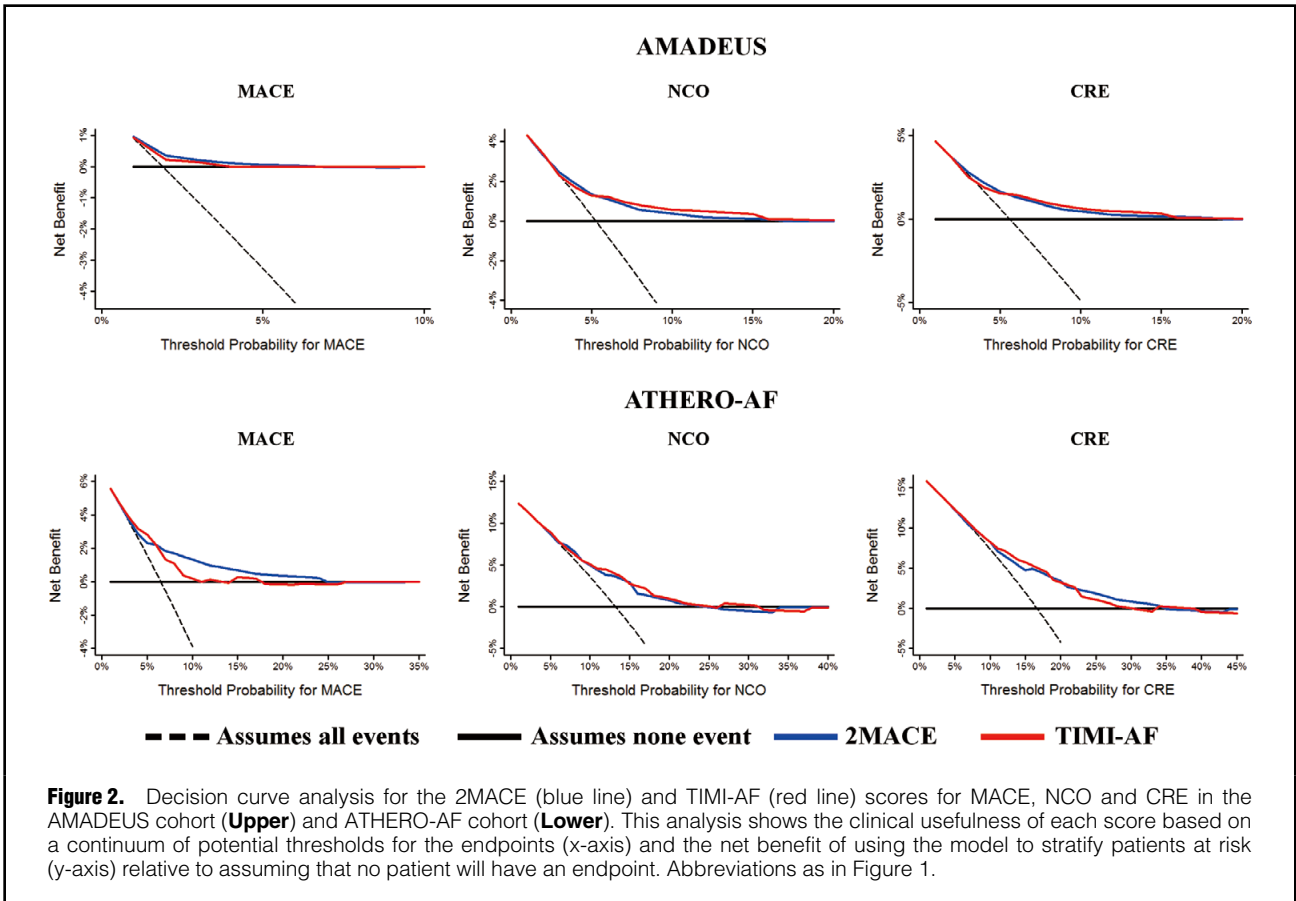 AMADEUS
MACE
NCO
CRE
Net Benefit
1%
0%
-1%
-2%
-3%
-4%
0%
5%
10%
Threshold Probability for MACE
Net Benefit
4%
2%
0%
-2%
-4%
0%
5%
10%
15%
20%
Threshold Probability for NCO
Net Benefit
5%
0%
-5%
0%
5%
10%
15%
20%
Threshold Probability for CRE
ATHERO-AF
MACE
NCO
CRE
Net Benefit
6%
4%
2%
0%
-2%
-4%
0%
5%
10%
15%
20%
25%
30%
35%
Threshold Probability for MACE
Net Benefit
15%
10%
5%
0%
-5%
0%
5%
10%
15%
20%
25%
30%
35%
40%
Threshold Probability for NCO
Net Benefit
15%
10%
5%
0%
-5%
0%
5%
10%
15%
20%
25%
30%
35%
40%
45%
Threshold Probability for CRE
Assumes all events
Assumes none event
2MACE
TIMI-AF
Figure 2. Decision curve analysis for the 2MACE (blue line) and TIMI-AF (red line) scores for MACE, NCO and CRE in the
AMADEUS cohort (Upper) and ATHERO-AF cohort (Lower). This analysis shows the clinical usefulness of each score based on
a continuum of potential thresholds for the endpoints (x-axis) and the net benefit of using the model to stratify patients at risk
(y-axis) relative to assuming that no patient will have an endpoint. Abbreviations as in Figure 1.